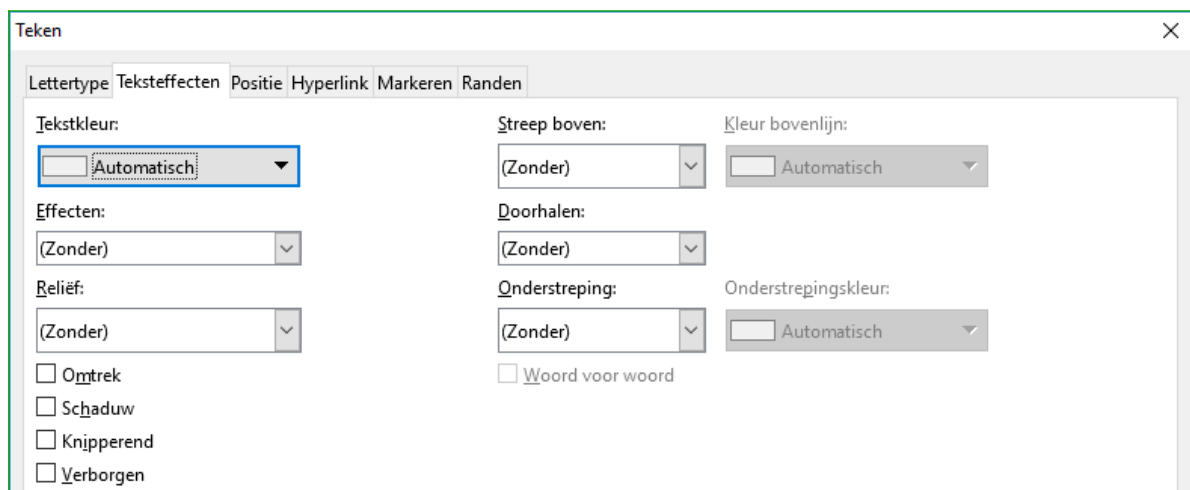 Teken
Lettertype Teksteffecten Positie Hyperlink Markeren Randen
Tekstkleur: Streep boven: Kleur bovenlijn:
Automatisch (Zonder) Automatisch
Effecten: Doorhalen:
(Zonder) (Zonder)
Reliëf: Onderstreping: Onderstrepingskleur:
(Zonder) (Zonder) Automatisch
Omtrek Woord voor woord
Schaduw
Knipperend
Verborgen